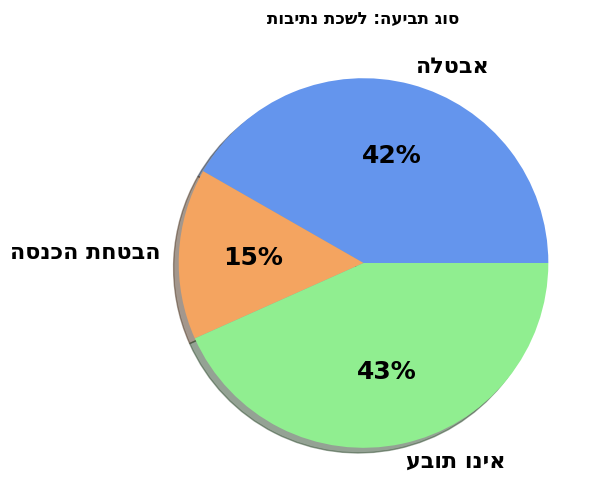 סוג תביעה: לשכת נתיבות
אבטלה
42%
הבטחת הכנסה
15%
43%
אינו תובע